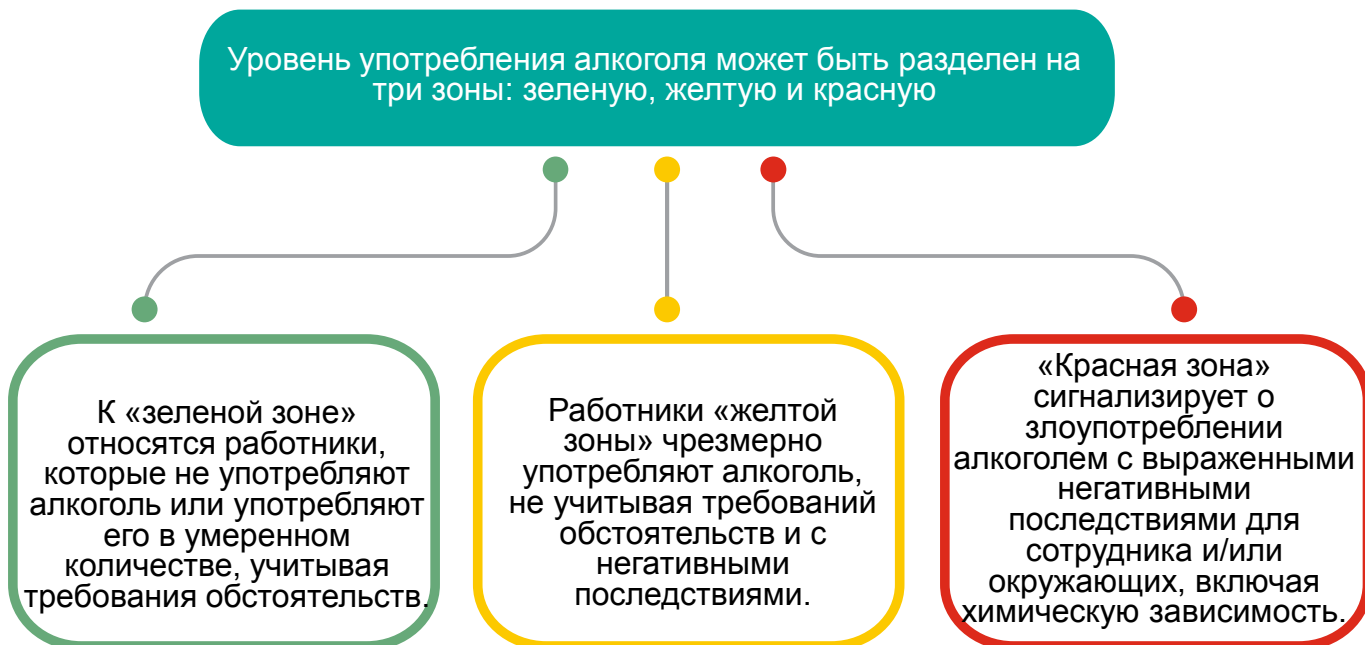 Уровень употребления алкоголя может быть разделен на
три зоны: зеленую, желтую и красную
К «зеленой зоне»
относятся работники,
которые не употребляют
алкоголь или употребляют
его в умеренном
количестве, учитывая
требования обстоятельств.
Работники «желтой
зоны» чрезмерно
употребляют алкоголь,
не учитывая требований
обстоятельств и с
негативными
последствиями.
«Красная зона»
сигнализирует о
злоупотреблении
алкоголем с выраженными
негативными
последствиями для
сотрудника и/или
окружающих, включая
химическую зависимость.